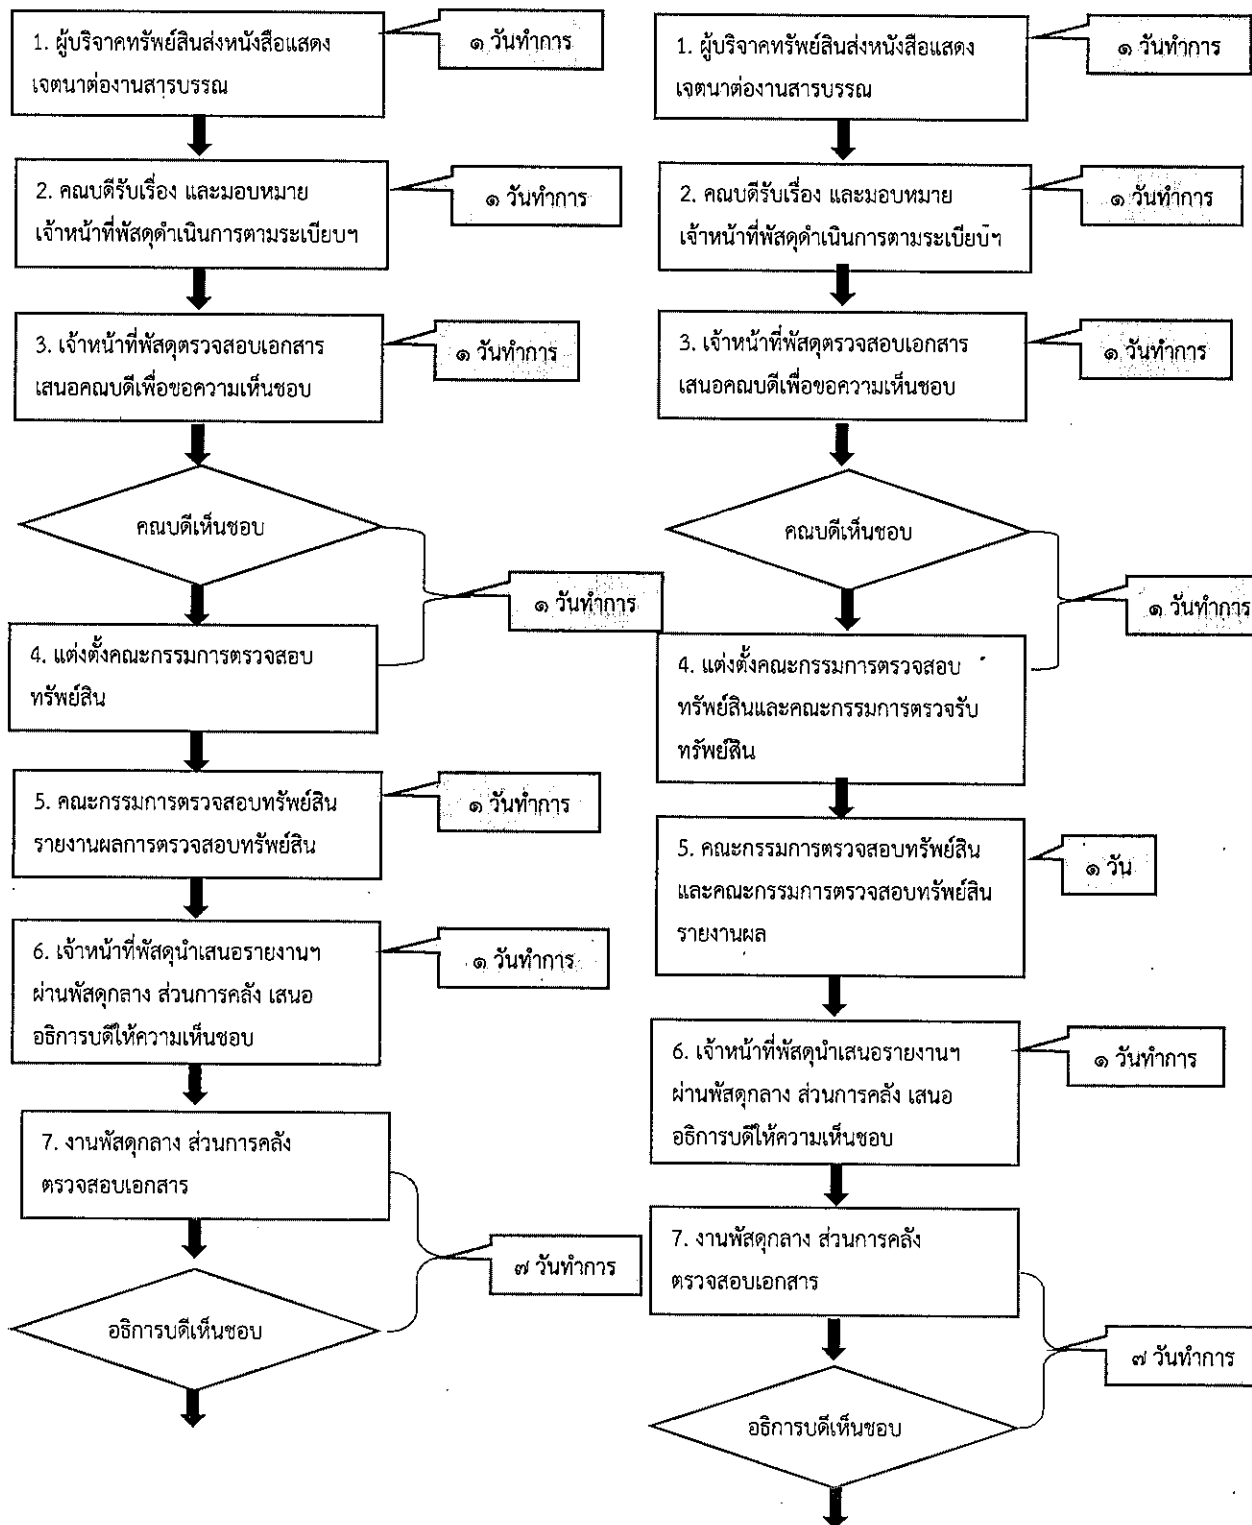 1. ผู้บริจาคทรัพย์สินส่งหนังสือแสดง
เจตนาต่องานสารบรรณ
๑ วันทำการ
2. คณบดีรับเรื่อง และมอบหมาย
เจ้าหน้าที่พัสดุดำเนินการตามระเบียบฯ
๑ วันทำการ
3. เจ้าหน้าที่พัสดุตรวจสอบเอกสาร
เสนอคณบดีเพื่อขอความเห็นชอบ
๑ วันทำการ
คณบดีเห็นชอบ
๑ วันทำการ
4. แต่งตั้งคณะกรรมการตรวจสอบ
ทรัพย์สิน
5. คณะกรรมการตรวจสอบทรัพย์สิน
รายงานผลการตรวจสอบทรัพย์สิน
๑ วันทำการ
6. เจ้าหน้าที่พัสดุนำเสนอรายงานฯ
ผ่านพัสดุกลาง ส่วนการคลัง เสนอ
อธิการบดีให้ความเห็นชอบ
๑ วันทำการ
7. งานพัสดุกลาง ส่วนการคลัง
ตรวจสอบเอกสาร
๗ วันทำการ
อธิการบดีเห็นชอบ
1. ผู้บริจาคทรัพย์สินส่งหนังสือแสดง
เจตนาต่องานสารบรรณ
๑ วันทำการ
2. คณบดีรับเรื่อง และมอบหมาย
เจ้าหน้าที่พัสดุดำเนินการตามระเบียบฯ
๑ วันทำการ
3. เจ้าหน้าที่พัสดุตรวจสอบเอกสาร
เสนอคณบดีเพื่อขอความเห็นชอบ
๑ วันทำการ
คณบดีเห็นชอบ
๑ วันทำการ
4. แต่งตั้งคณะกรรมการตรวจสอบ
ทรัพย์สินและคณะกรรมการตรวจรับ
ทรัพย์สิน
5. คณะกรรมการตรวจสอบทรัพย์สิน
และคณะกรรมการตรวจสอบทรัพย์สิน
รายงานผล
๑ วัน
6. เจ้าหน้าที่พัสดุนำเสนอรายงานฯ
ผ่านพัสดุกลาง ส่วนการคลัง เสนอ
อธิการบดีให้ความเห็นชอบ
๑ วันทำการ
7. งานพัสดุกลาง ส่วนการคลัง
ตรวจสอบเอกสาร
๗ วันทำการ
อธิการบดีเห็นชอบ